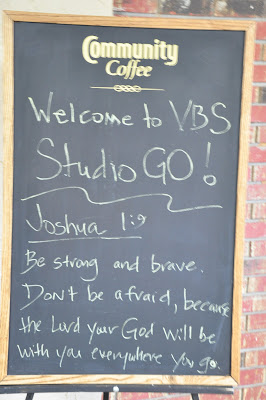 Community
Coffee
Welcome to VBS
Studio GO!
Joshua 1:9
Be strong and brave.
Don't be afraid, because
the Lord your God will be
with you everywhere you go.